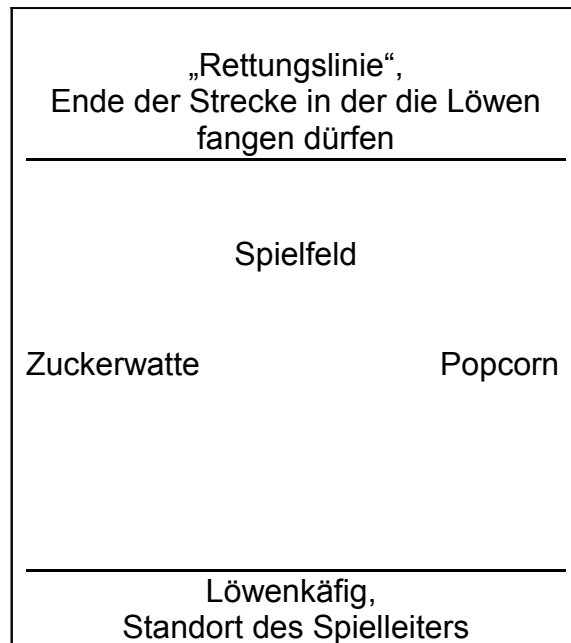 „Rettungslinie“,
Ende der Strecke in der die Löwen
fangen dürfen
Spielfeld
Zuckerwatte Popcorn
Löwenkäfig,
Standort des Spielleiters